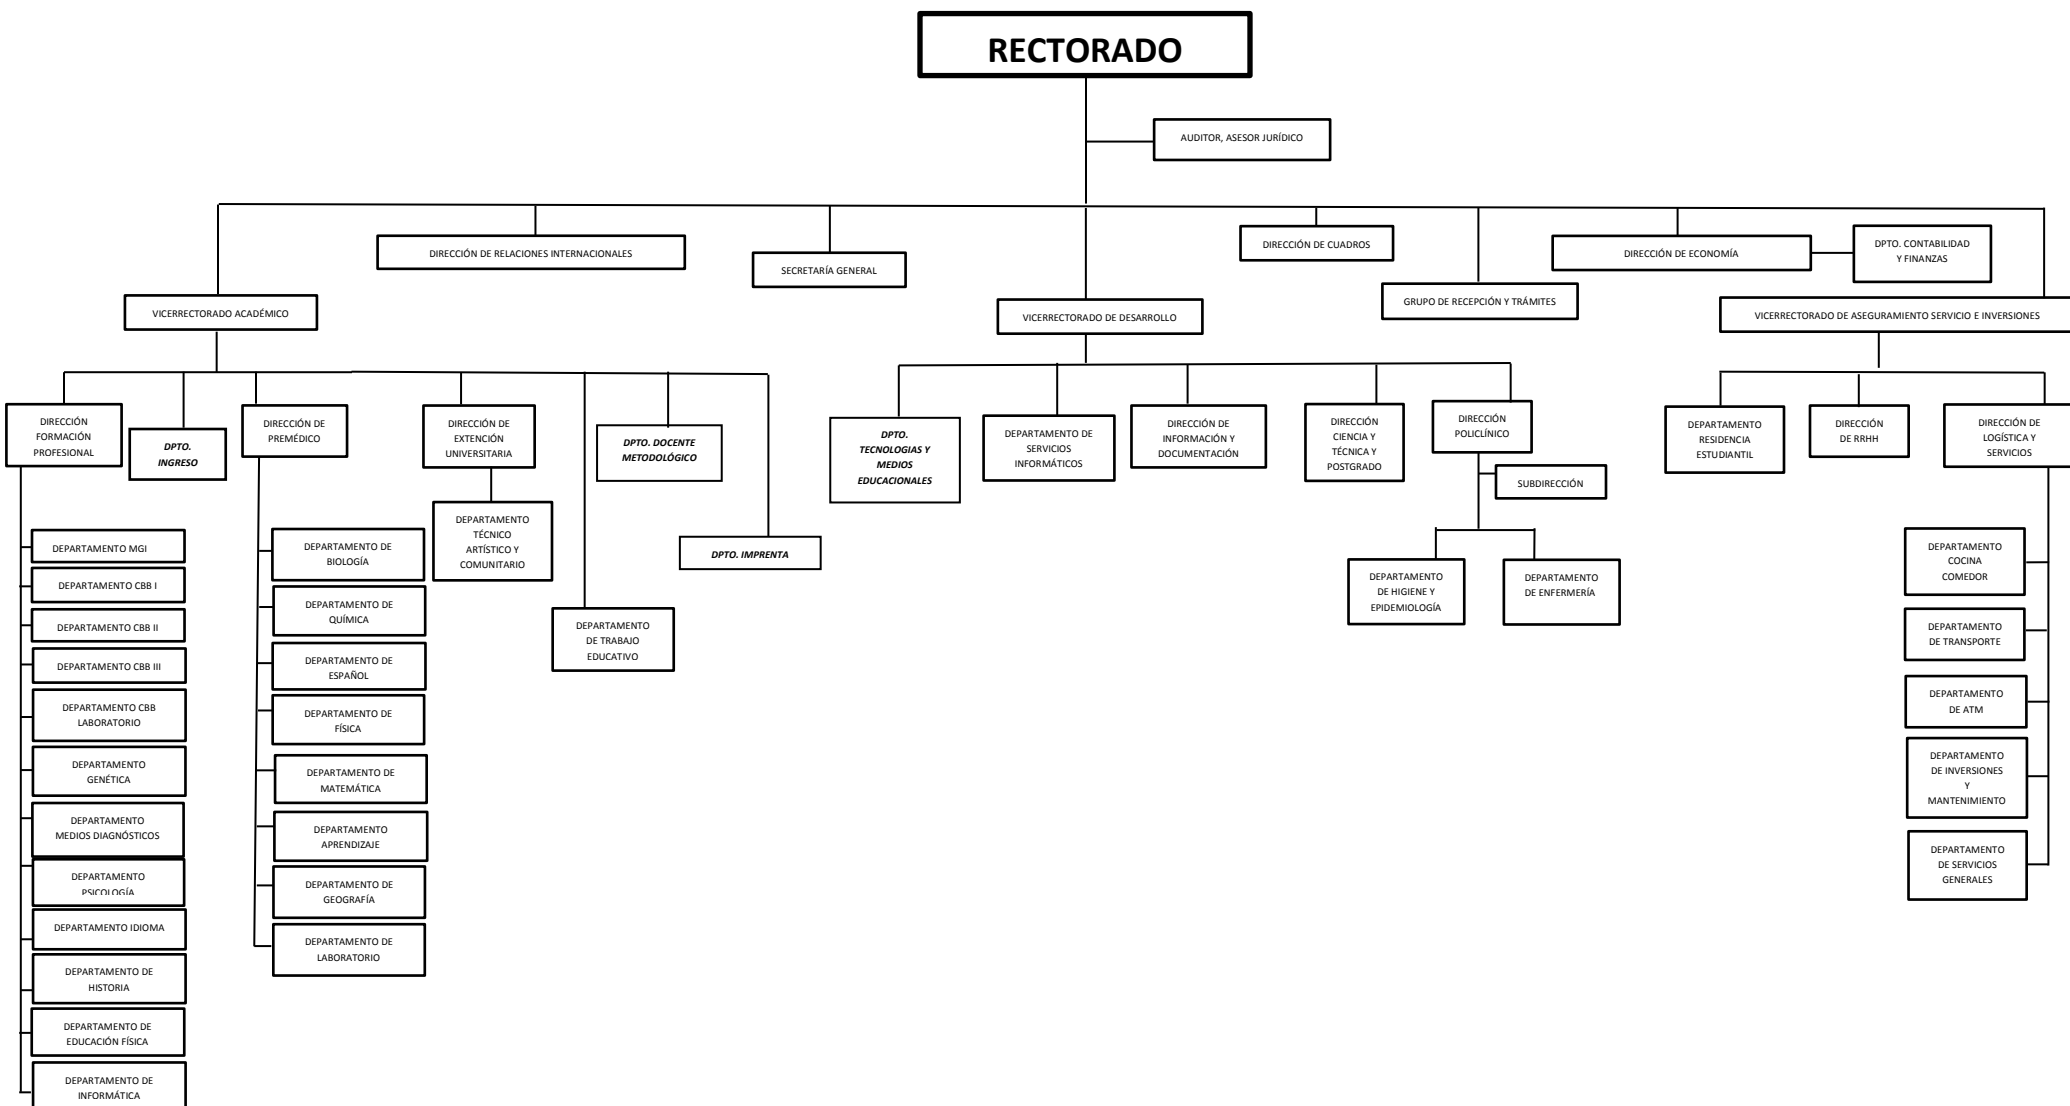 RECTORADO
AUDITOR, ASESOR JURÍDICO
DIRECCIÓN DE RELACIONES INTERNACIONALES
SECRETARÍA GENERAL
DIRECCIÓN DE CUADROS
GRUPO DE RECEPCIÓN Y TRÁMITES
DIRECCIÓN DE ECONOMÍA
DPTO. CONTABILIDAD
Y FINANZAS
VICERRECTORADO ACADÉMICO
VICERRECTORADO DE DESARROLLO
VICERRECTORADO DE ASEGURAMIENTO SERVICIO E INVERSIONES
DIRECCIÓN
FORMACIÓN
PROFESIONAL
DPTO.
INGRESO
DIRECCIÓN DE
PREMÉDICO
DIRECCIÓN DE
EXTENCIÓN
UNIVERSITARIA
DPTO. DOCENTE
METODOLÓGICO
DPTO.
TECNOLOGIAS Y
MEDIOS
EDUCACIONALES
DEPARTAMENTO DE
SERVICIOS
INFORMÁTICOS
DIRECCIÓN DE
INFORMACIÓN Y
DOCUMENTACIÓN
DIRECCIÓN
CIENCIA Y
TÉCNICA Y
POSTGRADO
DIRECCIÓN
POLICLÍNICO
SUBDIRECCIÓN
DEPARTAMENTO
RESIDENCIA
ESTUDIANTIL
DIRECCIÓN
DE RRHH
DIRECCIÓN DE
LOGÍSTICA Y
SERVICIOS
DEPARTAMENTO MGI
DEPARTAMENTO CBB I
DEPARTAMENTO CBB II
DEPARTAMENTO CBB III
DEPARTAMENTO CBB
LABORATORIO
DEPARTAMENTO
GENÉTICA
DEPARTAMENTO
MEDIOS DIAGNÓSTICOS
DEPARTAMENTO
PSICOLOGÍA
DEPARTAMENTO IDIOMA
DEPARTAMENTO DE
HISTORIA
DEPARTAMENTO DE
EDUCACIÓN FÍSICA
DEPARTAMENTO DE
INFORMÁTICA
DEPARTAMENTO DE
BIOLOGÍA
DEPARTAMENTO DE
QUÍMICA
DEPARTAMENTO DE
ESPAÑOL
DEPARTAMENTO DE
FÍSICA
DEPARTAMENTO DE
MATEMÁTICA
DEPARTAMENTO
APRENDIZAJE
DEPARTAMENTO DE
GEOGRAFÍA
DEPARTAMENTO DE
LABORATORIO
DEPARTAMENTO
TÉCNICO
ARTÍSTICO Y
COMUNITARIO
DEPARTAMENTO
DE TRABAJO
EDUCATIVO
DPTO. IMPRENTA
DEPARTAMENTO
DE HIGIENE Y
EPIDEMIOLOGÍA
DEPARTAMENTO
DE ENFERMERÍA
DEPARTAMENTO
COCINA
COMEDOR
DEPARTAMENTO
DE TRANSPORTE
DEPARTAMENTO
DE ATM
DEPARTAMENTO
DE INVERSIONES
Y
MANTENIMIENTO
DEPARTAMENTO
DE SERVICIOS
GENERALES